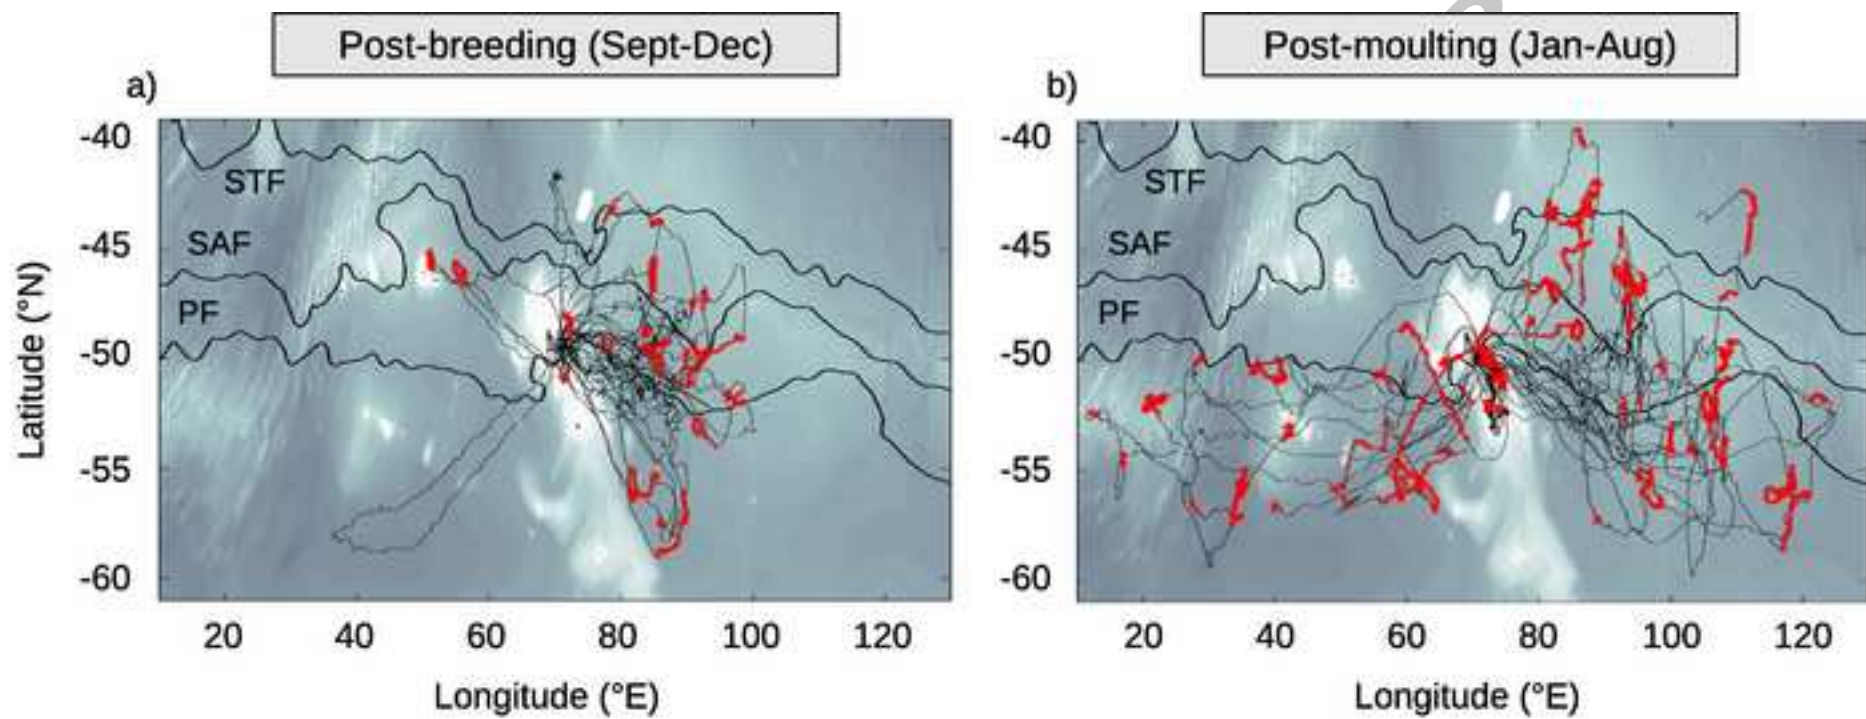 Post-breeding (Sept-Dec)
Post-moulting (Jan-Aug)
a)
b)
-40
-45
-50
-55
-60
STF
SAF
PF
Latitude (°N)
20 40 60 80 100 120
Longitude (°E)
-40
-45
-50
-55
-60
STF
SAF
PF
20 40 60 80 100 120
Longitude (°E)